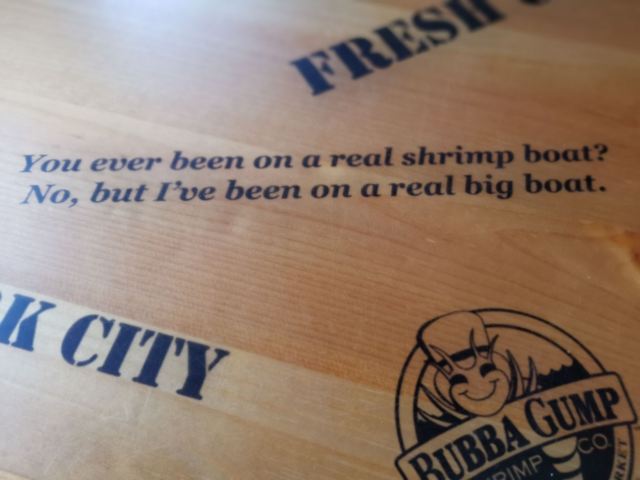 FRESH
You ever been on a real shrimp boat?
No, but I've been on a real big boat.
CITY
BUBBA GUMP
SHRIMP CO.